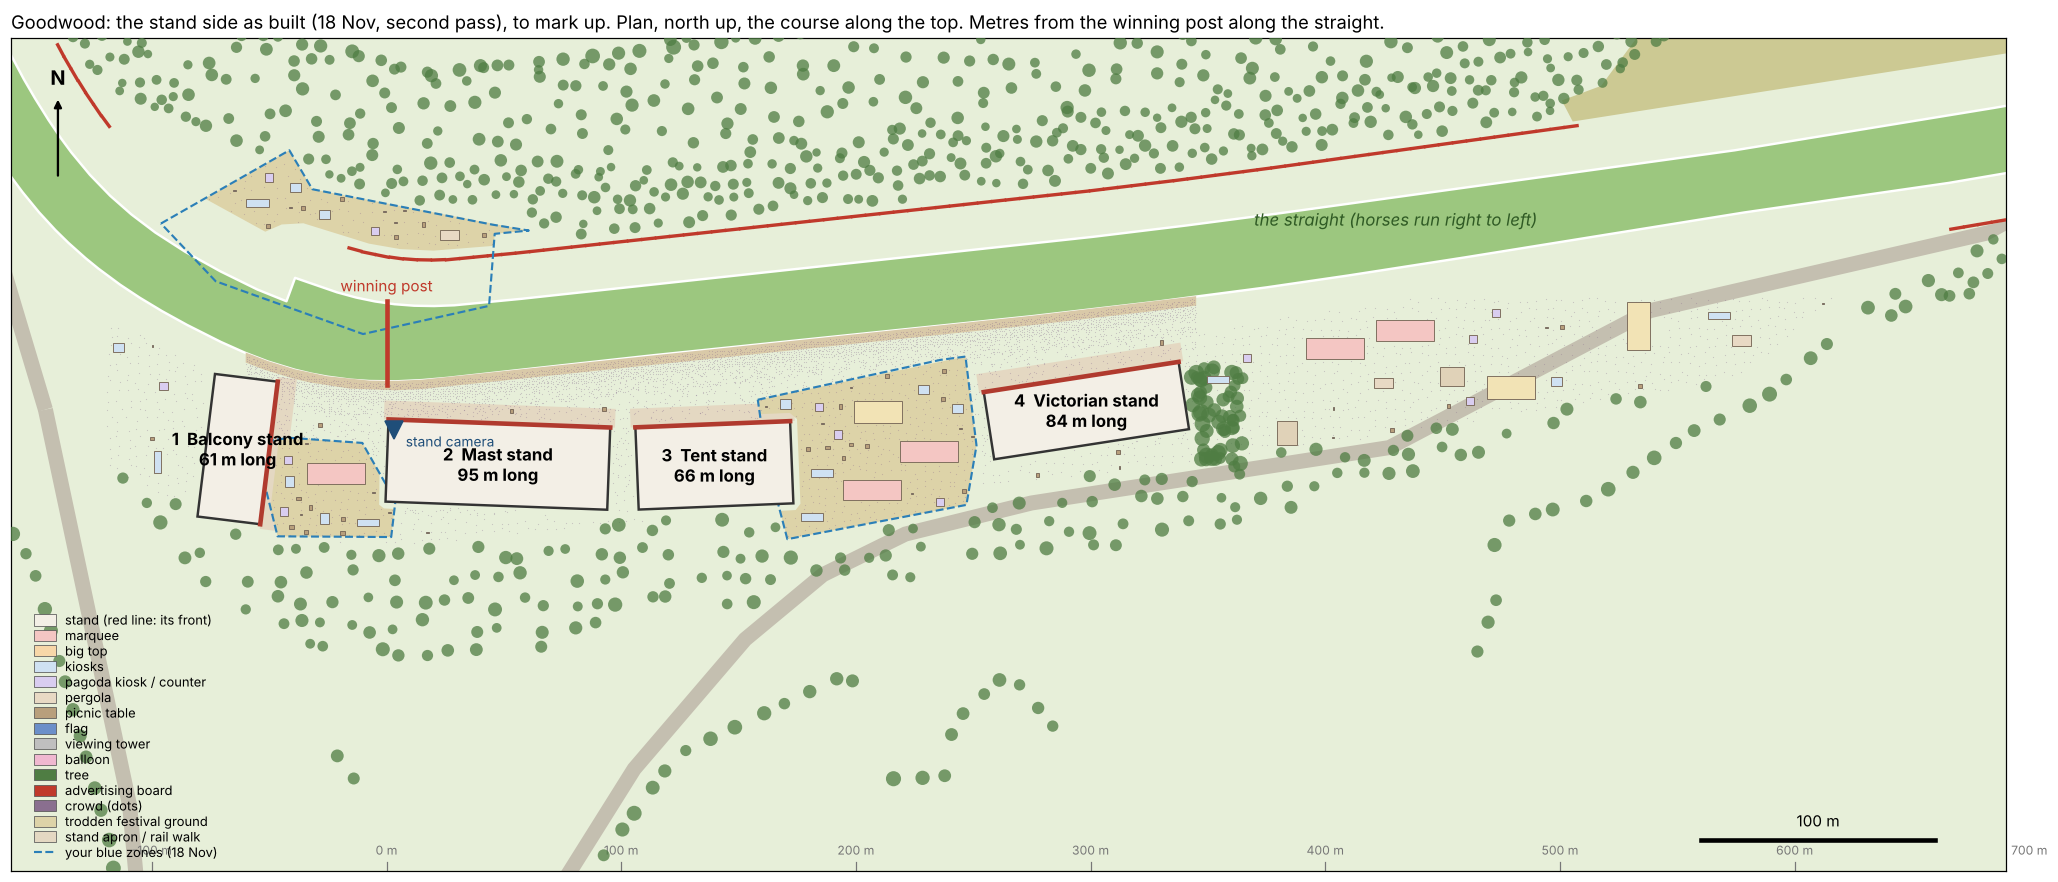 Goodwood: the stand side as built (18 Nov, second pass), to mark up. Plan, north up, the course along the top. Metres from the winning post along the straight.
N
the straight (horses run right to left)
winning post
1 Balcony stand
61 m long
stand camera
2 Mast stand
95 m long
3 Tent stand
66 m long
4 Victorian stand
84 m long
stand (red line: its front)
marquee
big top
kiosks
pagoda kiosk / counter
pergola
picnic table
flag
viewing tower
balloon
tree
advertising board
crowd (dots)
trodden festival ground
stand apron / rail walk
your blue zones (18 Nov)
0 m
100 m
200 m
300 m
400 m
500 m
600 m
700 m
100 m